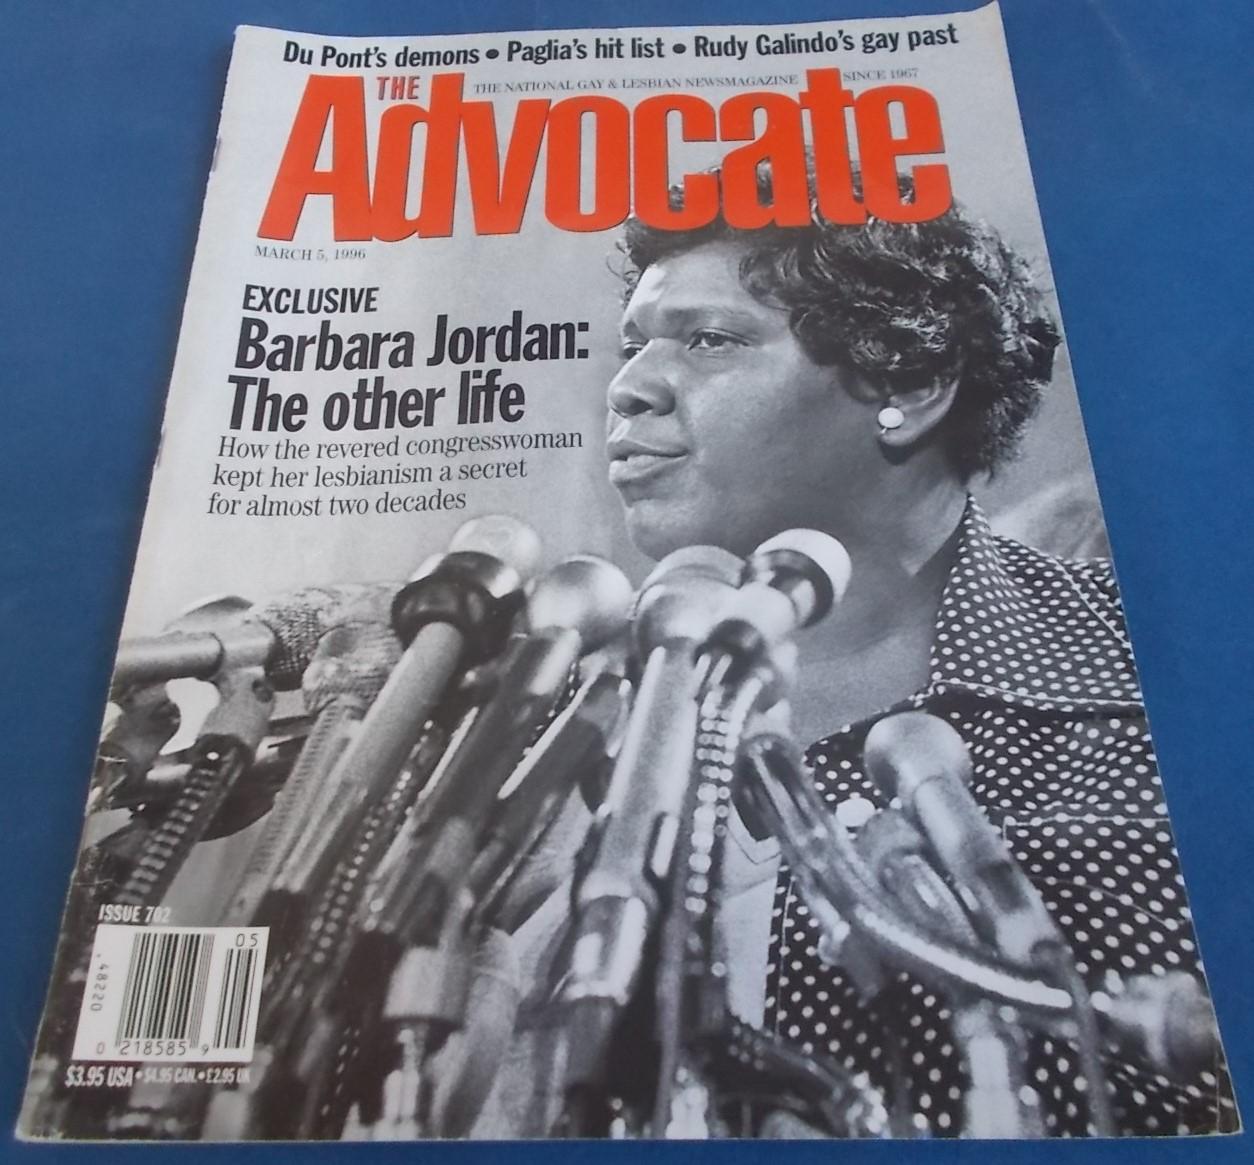 Du Pont's demons • Paglia's hit list • Rudy Galindo's gay past
THE
THE NATIONAL GAY & LESBIAN NEWSMAGAZINE
SINCE 1967
Advocate
MARCH 5, 1996
EXCLUSIVE
Barbara Jordan:
The other life
How the revered congresswoman
kept her lesbianism a secret
for almost two decades
ISSUE 702
05
48220
0 218585 9
$3.95 USA • $4.95 CAN. • £2.95 UK